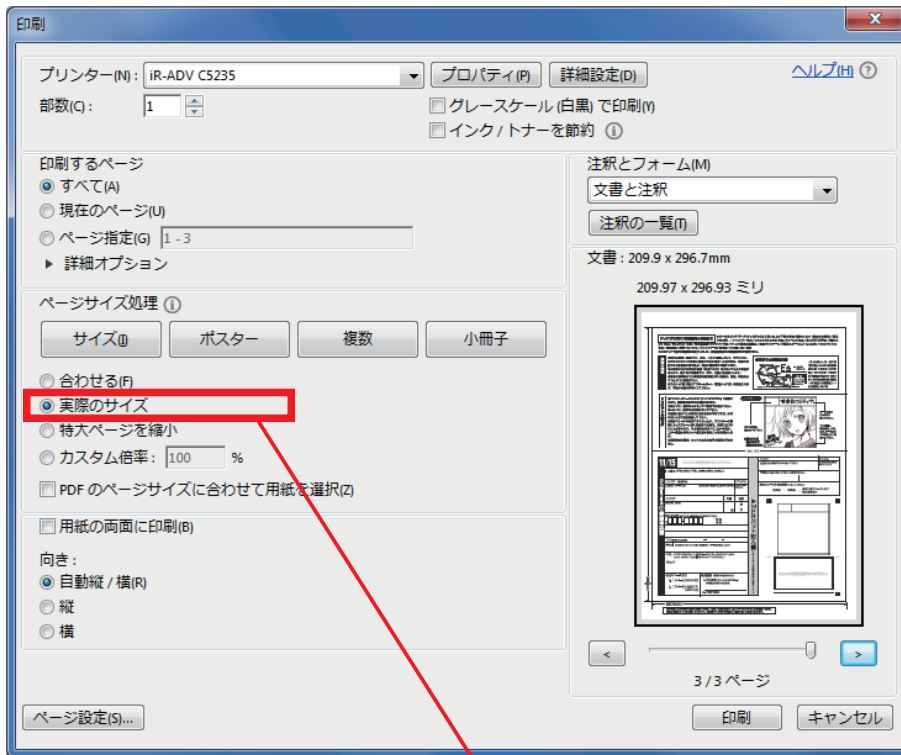 印刷
プリンター(N): iR-ADV C5235 プロパティ(P) 詳細設定(D) ヘルプ(H)
部数(C): 1 グレースケール (白黒) で印刷(Y)
インク / トナーを節約
印刷するページ
すべて(A)
現在のページ(U)
ページ指定(G) 1 - 3
詳細オプション
注釈とフォーム(M)
文書と注釈
注釈の一覧(T)
ページサイズ処理
サイズ(I) ポスター 複数 小冊子
合わせる(F)
実際のサイズ
特大ページを縮小
カスタム倍率: 100 %
PDF のページサイズに合わせて用紙を選択(Z)
用紙の両面に印刷(B)
向き:
自動縦 / 横(R)
縦
横
文書: 209.9 x 296.7mm
209.97 x 296.93 ミリ
11/15
< >
3 / 3 ページ
ページ設定(S)... 印刷 キャンセル